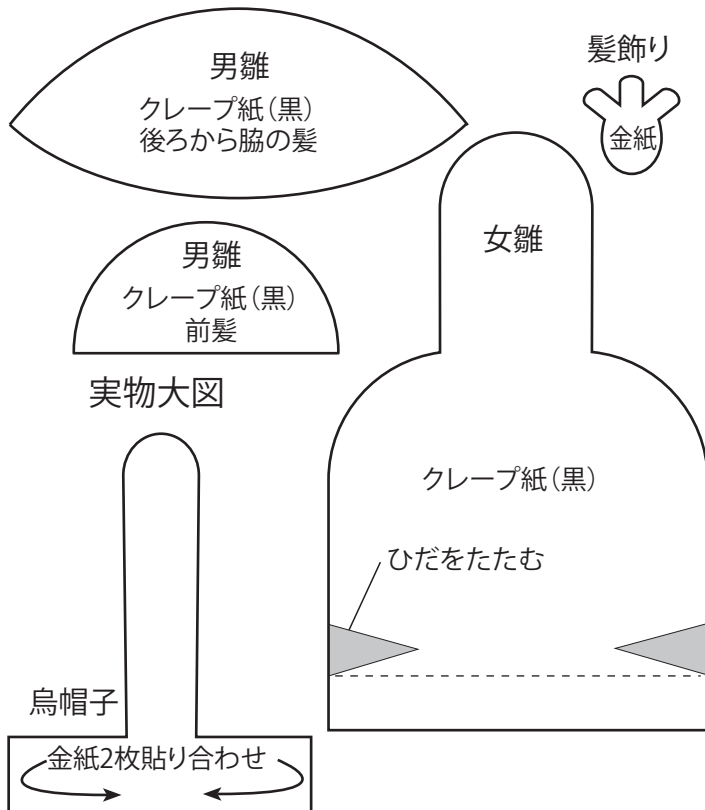 男雛
クレープ紙(黒)
後ろから脇の髪
髪飾り
金紙
男雛
クレープ紙(黒)
前髪
女雛
クレープ紙(黒)
ひだをたたむ
実物大図
烏帽子
金紙2枚貼り合わせ